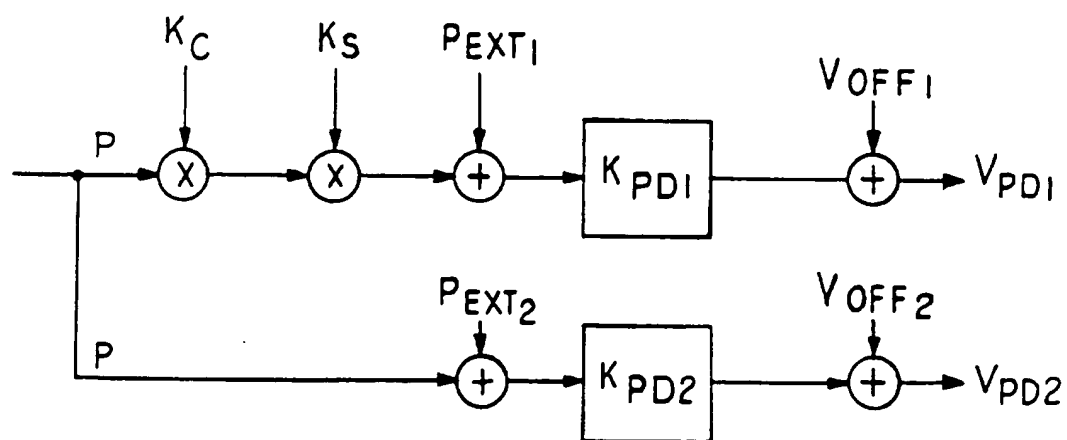 K_C
K_S
P_EXT1
V_OFF1
P
X
X
+
K_PD1
+
V_PD1
P_EXT2
V_OFF2
P
+
K_PD2
+
V_PD2